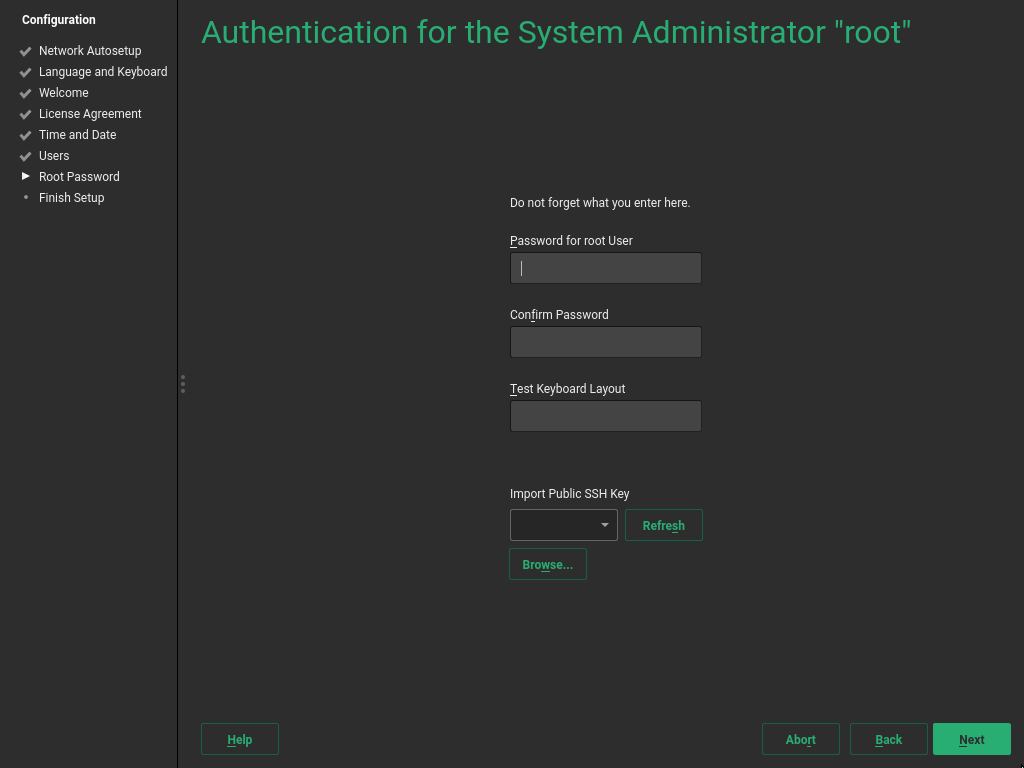 Configuration
Network Autosetup
Language and Keyboard
Welcome
License Agreement
Time and Date
Users
Root Password
Finish Setup
Authentication for the System Administrator "root"
Do not forget what you enter here.
Password for root User
Confirm Password
Test Keyboard Layout
Import Public SSH Key
Refresh
Browse...
Help
Abort
Back
Next